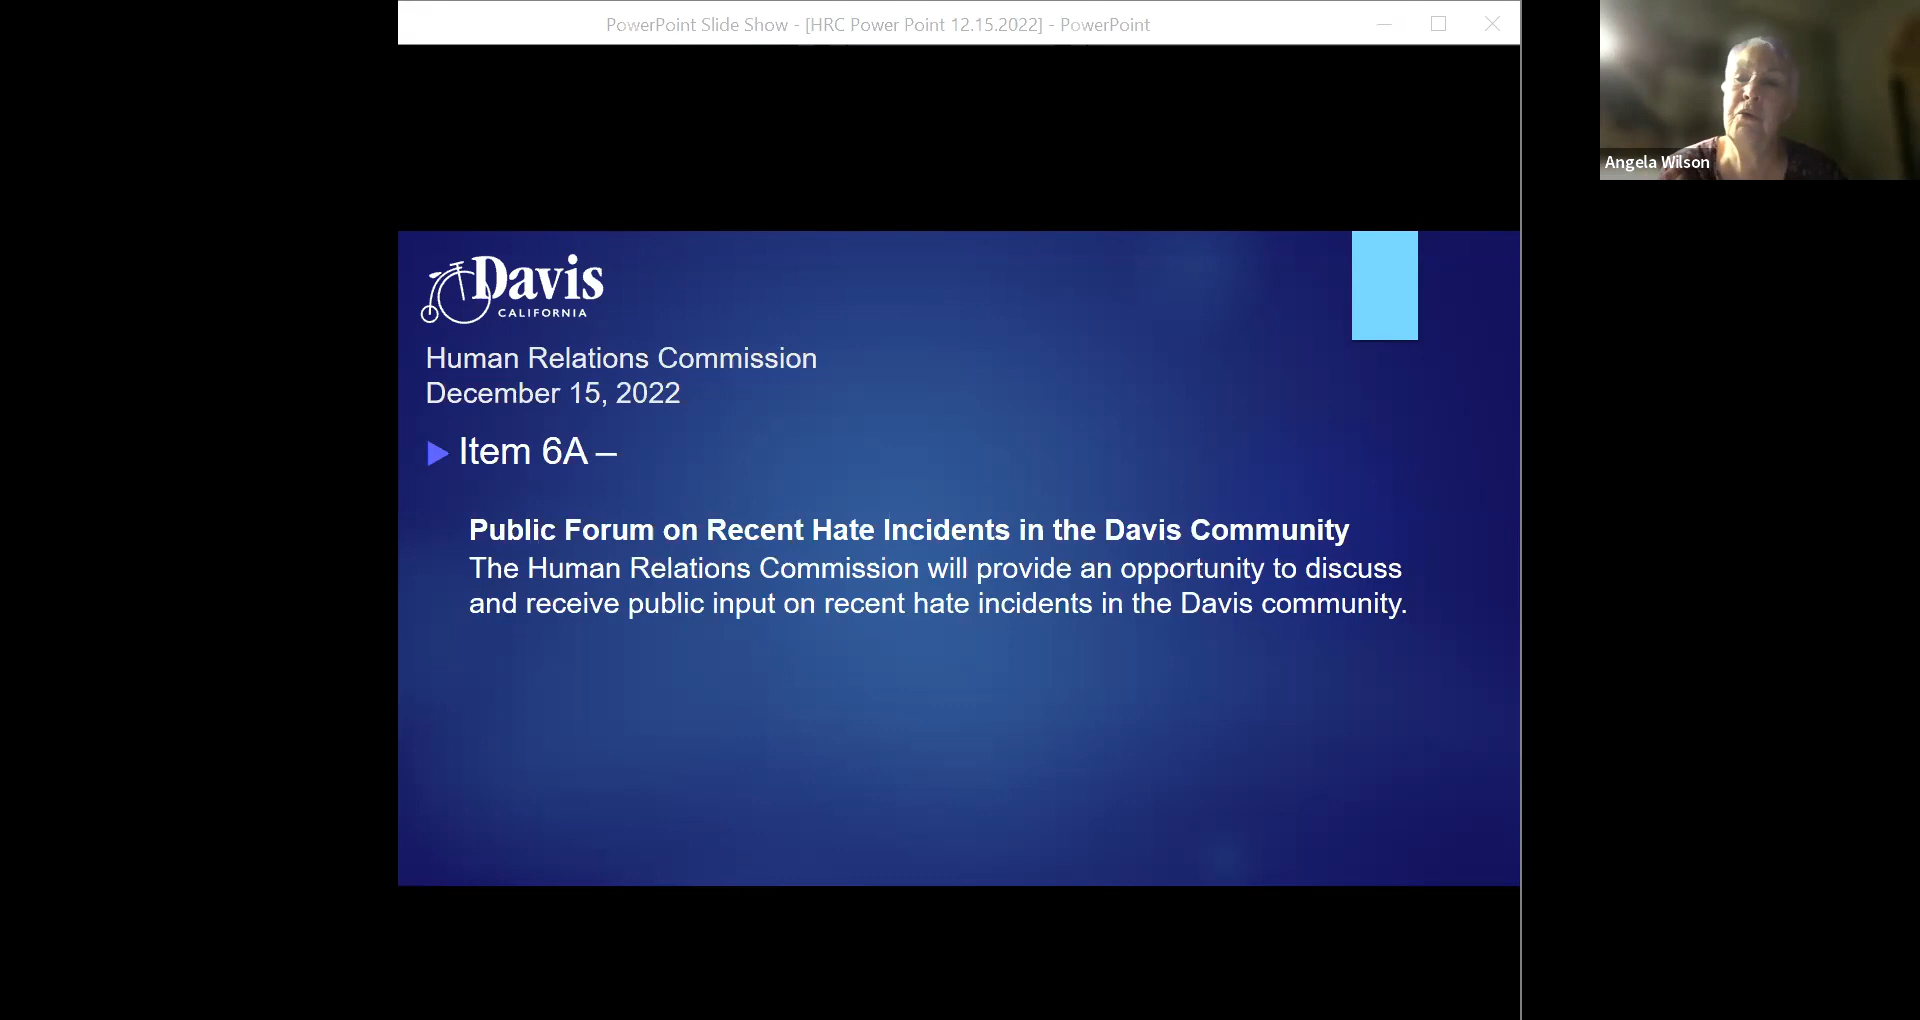 PowerPoint Slide Show - [HRC Power Point 12.15.2022] - PowerPoint
Angela Wilson
Davis
CALIFORNIA
Human Relations Commission
December 15, 2022
Item 6A –
Public Forum on Recent Hate Incidents in the Davis Community
The Human Relations Commission will provide an opportunity to discuss
and receive public input on recent hate incidents in the Davis community.